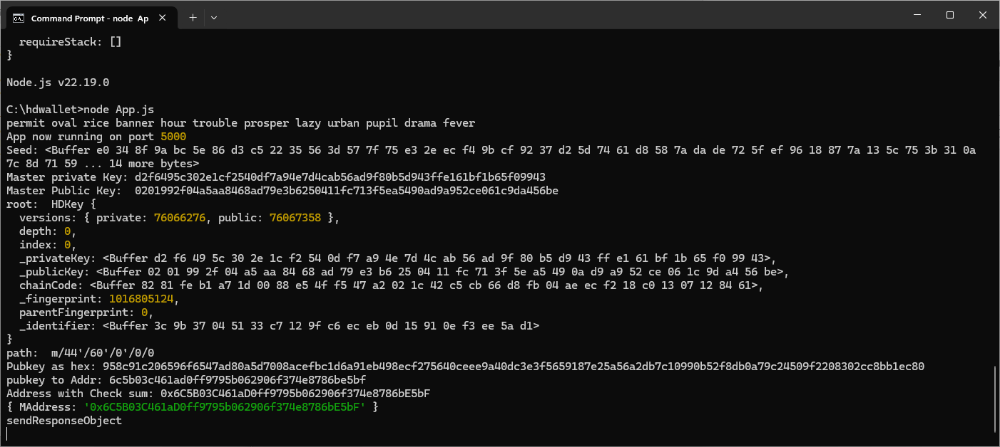 Command Prompt - node  Ap
  requireStack: []
}
Node.js v22.19.0
C:\hdwallet>node App.js
permit oval rice banner hour trouble prosper lazy urban pupil drama fever
App now running on port 5000
Seed: <Buffer e0 34 8f 9a bc 5e 86 d3 c5 22 35 56 3d 57 7f 75 e3 2e ec f4 9b cf 92 37 d2 5d 74 61 d8 58 7a da de 72 5f ef 96 18 87 7a 13 5c 75 3b 31 0a
7c 8d 71 59 ... 14 more bytes>
Master private Key: d2f6495c302e1cf2540df7a94e7d4cab56ad9f80b5d943ffe161bf1b65f09943
Master Public Key:  0201992f04a5aa8468ad79e3b6250411fc713f5ea5490ad9a952ce061c9da456be
root:  HDKey {
  versions: { private: 76066276, public: 76067358 },
  depth: 0,
  index: 0,
  _privateKey: <Buffer d2 f6 49 5c 30 2e 1c f2 54 0d f7 a9 4e 7d 4c ab 56 ad 9f 80 b5 d9 43 ff e1 61 bf 1b 65 f0 99 43>,
  _publicKey: <Buffer 02 01 99 2f 04 a5 aa 84 68 ad 79 e3 b6 25 04 11 fc 71 3f 5e a5 49 0a d9 a9 52 ce 06 1c 9d a4 56 be>,
  chainCode: <Buffer 82 81 fe b1 a7 1d 00 88 e5 4f f5 47 a2 02 1c 42 c5 cb 66 d8 fb 04 ae ec f2 18 c0 13 07 12 84 61>,
  _fingerprint: 1016805124,
  parentFingerprint: 0,
  _identifier: <Buffer 3c 9b 37 04 51 33 c7 12 9f c6 ec eb 0d 15 91 0e f3 ee 5a d1>
}
path:  m/44'/60'/0'/0/0
Pubkey as hex: 958c91c206596f6547ad80a5d7008acefbc1d6a91eb498ecf275640ceee9a40dc3e3f5659187e25a56a2db7c10990b52f8db0a79c24509f2208302cc8bb1ec80
pubkey to Addr: 6c5b03c461ad0ff9795b062906f374e8786be5bf
Address with Check sum: 0x6C5B03C461aD0ff9795b062906f374e8786bE5bF
{ MAddress: '0x6C5B03C461aD0ff9795b062906f374e8786bE5bF' }
sendResponseObject